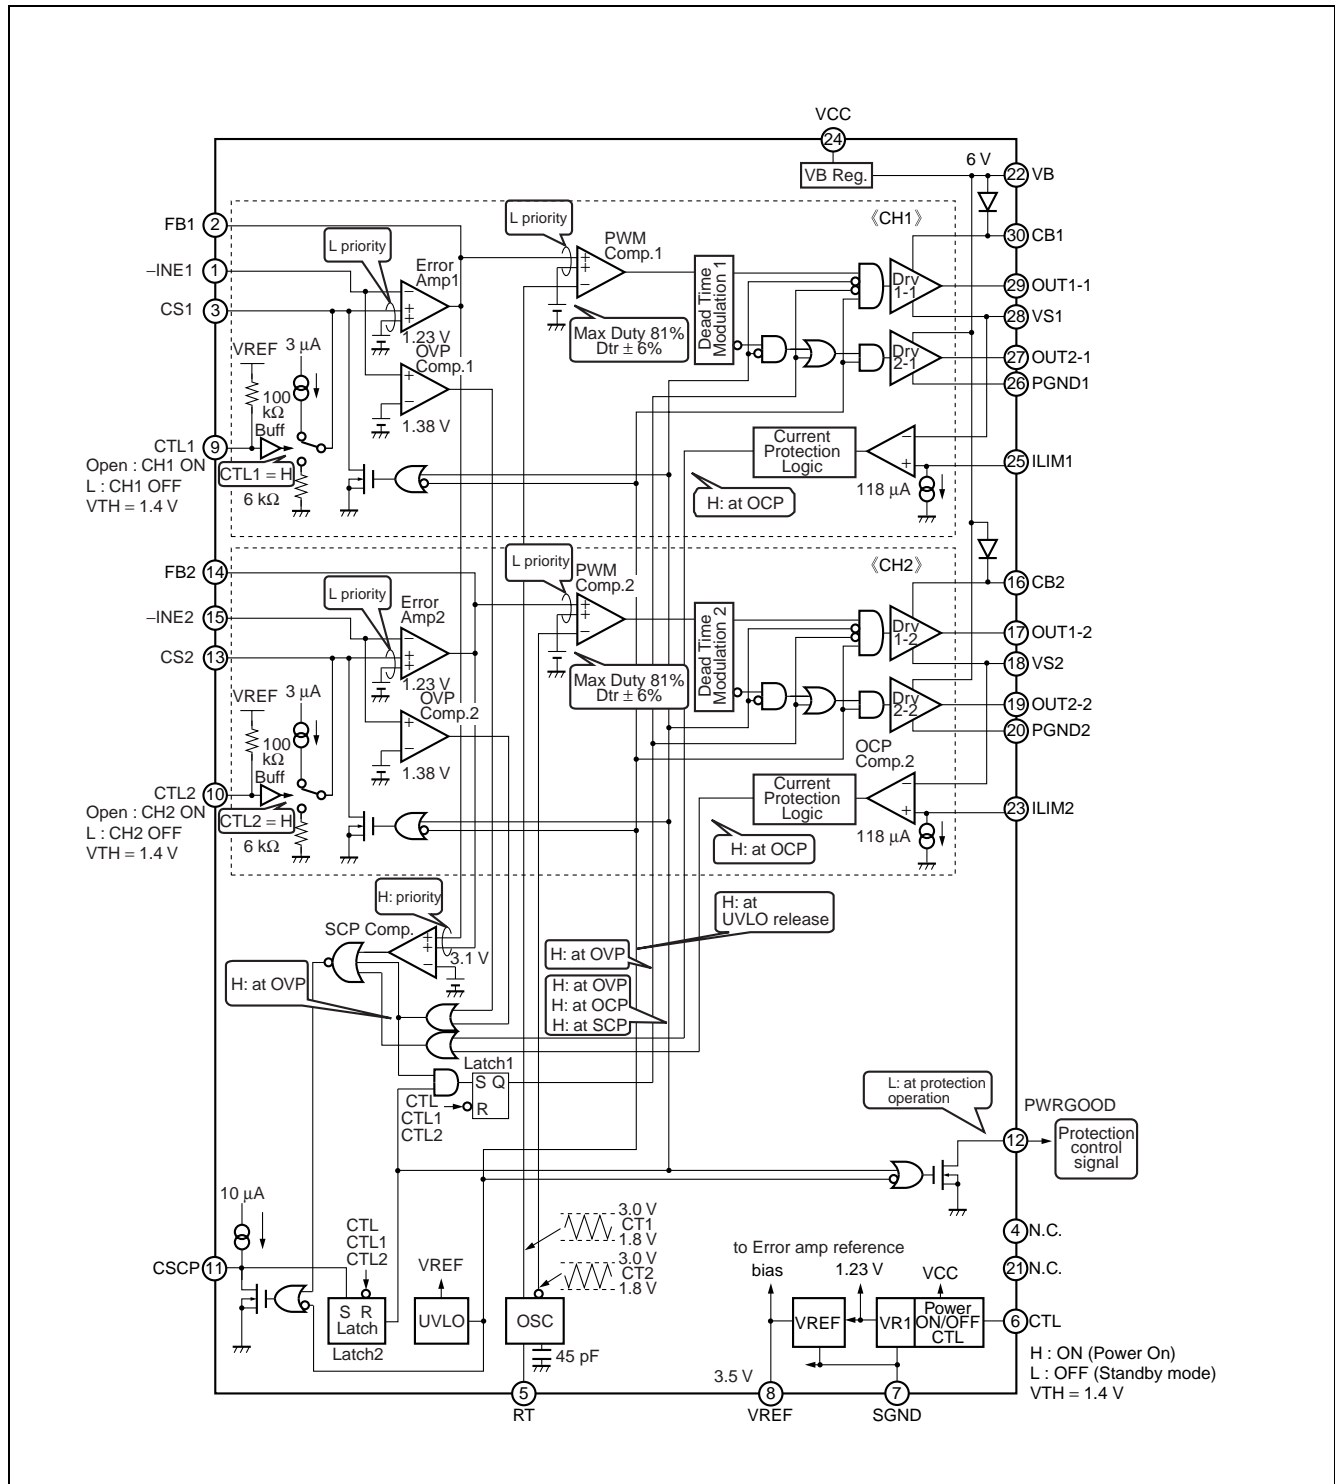 VCC
24
6 V
VB Reg.
22 VB
L priority
《CH1》
FB1 2
L priority
PWM
Comp.1
30 CB1
–INE1 1
Error
Amp1
+
+
−
Dead Time
Modulation 1
Drv
1-1
29 OUT1-1
CS1 3
−
+
+
28 VS1
1.23 V
Max Duty 81%
Dtr ± 6%
VREF
3 µA
OVP
Comp.1
Drv
2-1
27 OUT2-1
100
kΩ
+
−
26 PGND1
Buff
1.38 V
CTL1 9
Current
Protection
Logic
−
+
25 ILIM1
Open : CH1 ON
L : CH1 OFF
VTH = 1.4 V
CTL1 = H
6 kΩ
118 µA
H: at OCP
L priority
《CH2》
FB2 14
L priority
PWM
Comp.2
16 CB2
–INE2 15
Error
Amp2
+
+
−
Dead Time
Modulation 2
Drv
1-2
17 OUT1-2
CS2 13
−
+
+
18 VS2
1.23 V
Max Duty 81%
Dtr ± 6%
VREF
3 µA
OVP
Comp.2
Drv
2-2
19 OUT2-2
100
kΩ
+
−
20 PGND2
Buff
1.38 V
OCP
Comp.2
CTL2 10
Current
Protection
Logic
−
+
23 ILIM2
Open : CH2 ON
L : CH2 OFF
VTH = 1.4 V
CTL2 = H
6 kΩ
118 µA
H: at OCP
H: priority
H: at
UVLO release
SCP Comp.
+
+
−
3.1 V
H: at OVP
H: at OVP
H: at OVP
H: at OCP
H: at SCP
Latch1
S Q
R
CTL
CTL1
CTL2
L: at protection
operation
PWRGOOD
12
Protection
control
signal
10 µA
CTL
CTL1
CTL2
3.0 V
CT1
1.8 V
3.0 V
CT2
1.8 V
4 N.C.
to Error amp reference
bias
1.23 V
CSCP 11
VREF
VCC
21 N.C.
S R
Latch
UVLO
OSC
VREF
VR1
Power
ON/OFF
CTL
6 CTL
Latch2
45 pF
H : ON (Power On)
L : OFF (Standby mode)
VTH = 1.4 V
3.5 V
5
8
7
RT
VREF
SGND